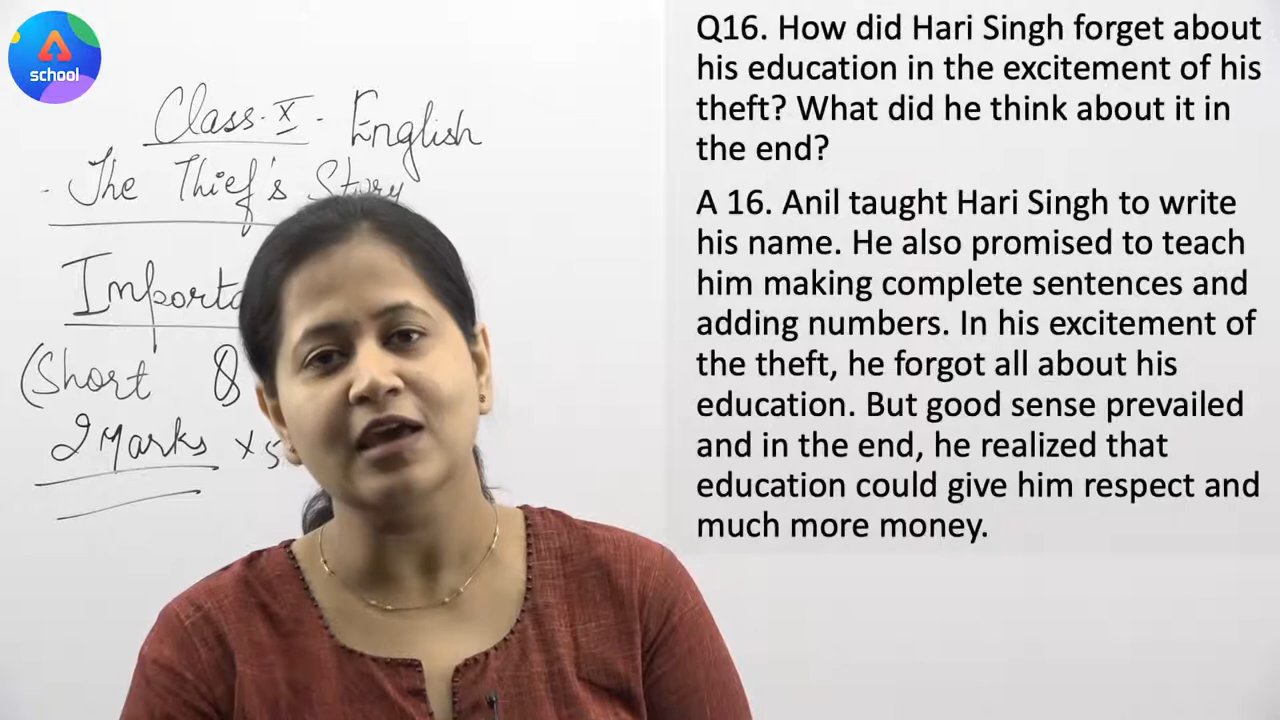 A
school
Class-X - English
- The Thief's Story
(Short
2 Marks x 5
Q16. How did Hari Singh forget about
his education in the excitement of his
theft? What did he think about it in
the end?
A 16. Anil taught Hari Singh to write
his name. He also promised to teach
him making complete sentences and
adding numbers. In his excitement of
the theft, he forgot all about his
education. But good sense prevailed
and in the end, he realized that
education could give him respect and
much more money.